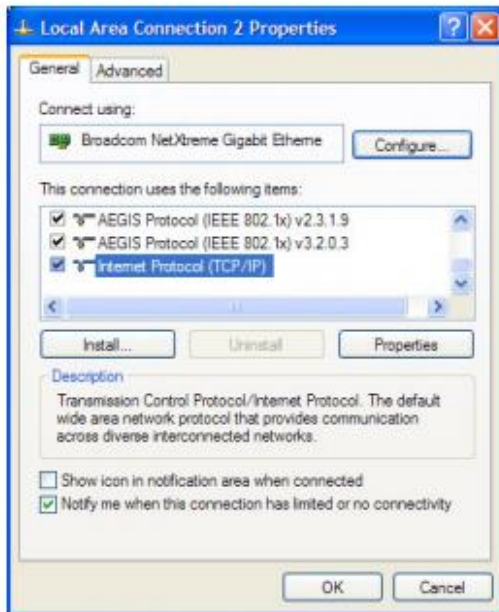 Local Area Connection 2 Properties
General Advanced
Connect using:
Broadcom NetXtreme Gigabit Etherne Configure...
This connection uses the following items:
AEGIS Protocol (IEEE 802.1x) v2.3.1.9
AEGIS Protocol (IEEE 802.1x) v3.2.0.3
Internet Protocol (TCP/IP)
Install... Uninstall Properties
Description
Transmission Control Protocol/Internet Protocol. The default
wide area network protocol that provides communication
across diverse interconnected networks.
Show icon in notification area when connected
Notify me when this connection has limited or no connectivity
OK Cancel